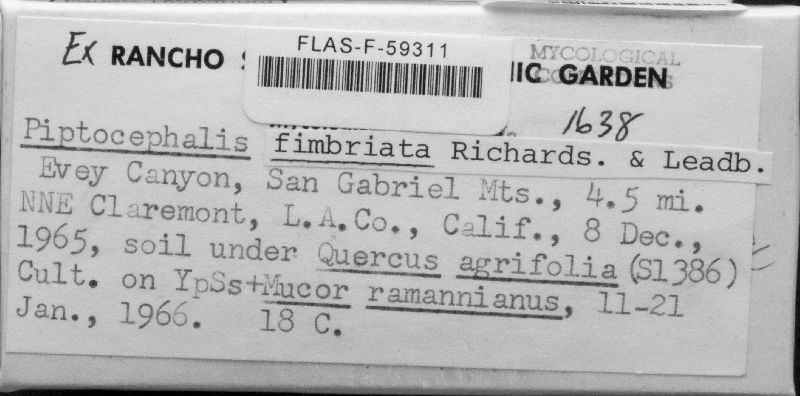 FLAS-F-59311
Ex RANCHO IC GARDEN
MYCOLOGICAL
1638
Piptocephalis fimbriata Richards. & Leadb.
Evey Canyon, San Gabriel Mts., 4.5 mi.
NNE Claremont, L.A.Co., Calif., 8 Dec.,
1965, soil under Quercus agrifolia (S1386)
Cult. on YpSs+Mucor ramannianus, 11-21
Jan., 1966. 18 C.